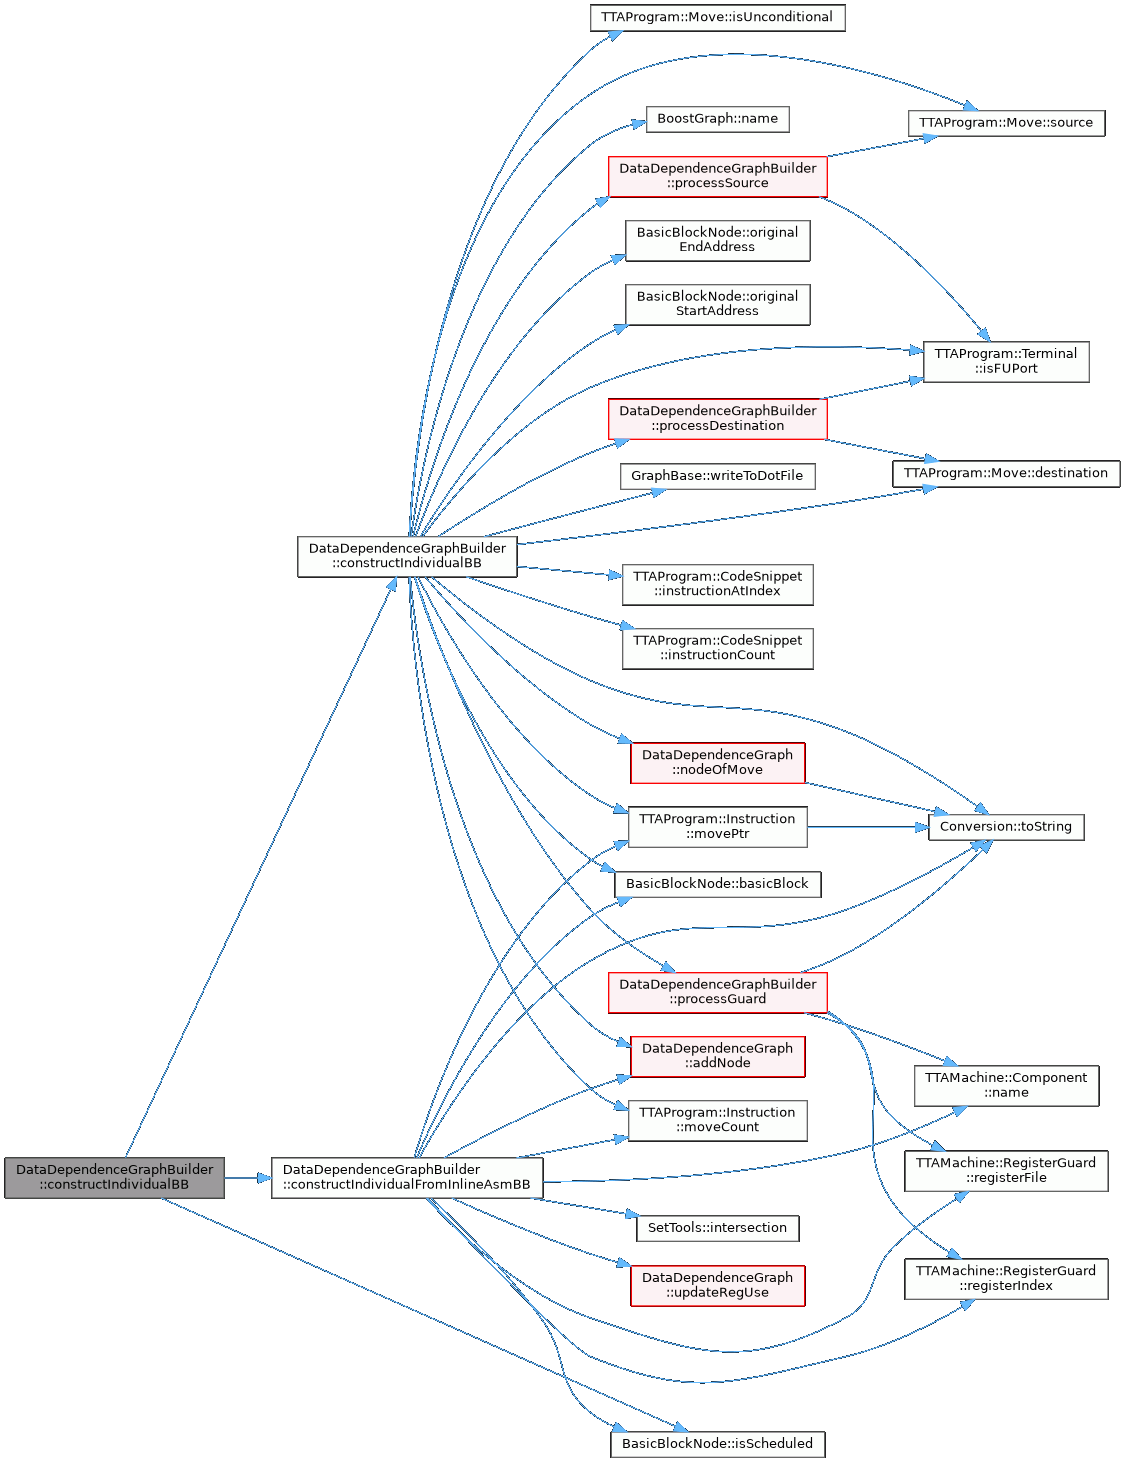 TTAProgram::Move::isUnconditional
TTAProgram::Move::source
BoostGraph::name
DataDependenceGraphBuilder
::processSource
BasicBlockNode::original
EndAddress
BasicBlockNode::original
StartAddress
TTAProgram::Terminal
::isFUPort
DataDependenceGraphBuilder
::processDestination
TTAProgram::Move::destination
GraphBase::writeToDotFile
DataDependenceGraphBuilder
::constructIndividualBB
TTAProgram::CodeSnippet
::instructionAtIndex
TTAProgram::CodeSnippet
::instructionCount
DataDependenceGraph
::nodeOfMove
TTAProgram::Instruction
::movePtr
Conversion::toString
BasicBlockNode::basicBlock
DataDependenceGraphBuilder
::processGuard
DataDependenceGraph
::addNode
TTAMachine::Component
::name
TTAProgram::Instruction
::moveCount
DataDependenceGraphBuilder
::constructIndividualBB
DataDependenceGraphBuilder
::constructIndividualFromInlineAsmBB
TTAMachine::RegisterGuard
::registerFile
SetTools::intersection
DataDependenceGraph
::updateRegUse
TTAMachine::RegisterGuard
::registerIndex
BasicBlockNode::isScheduled